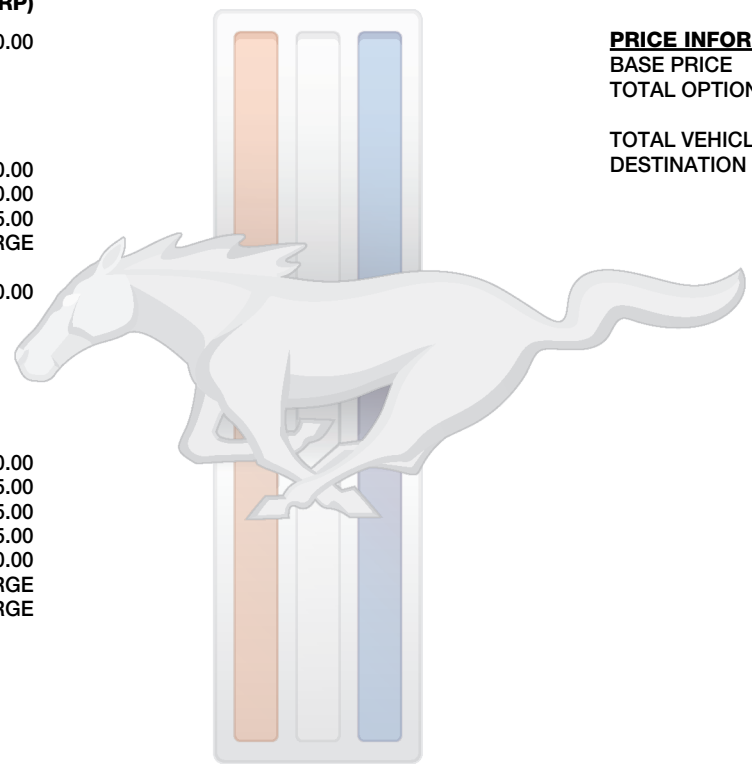 RP)
0.00
0.00
0.00
5.00
RGE
0.00
0.00
5.00
5.00
5.00
0.00
RGE
RGE
PRICE INFOR
BASE PRICE
TOTAL OPTION
TOTAL VEHICL
DESTINATION